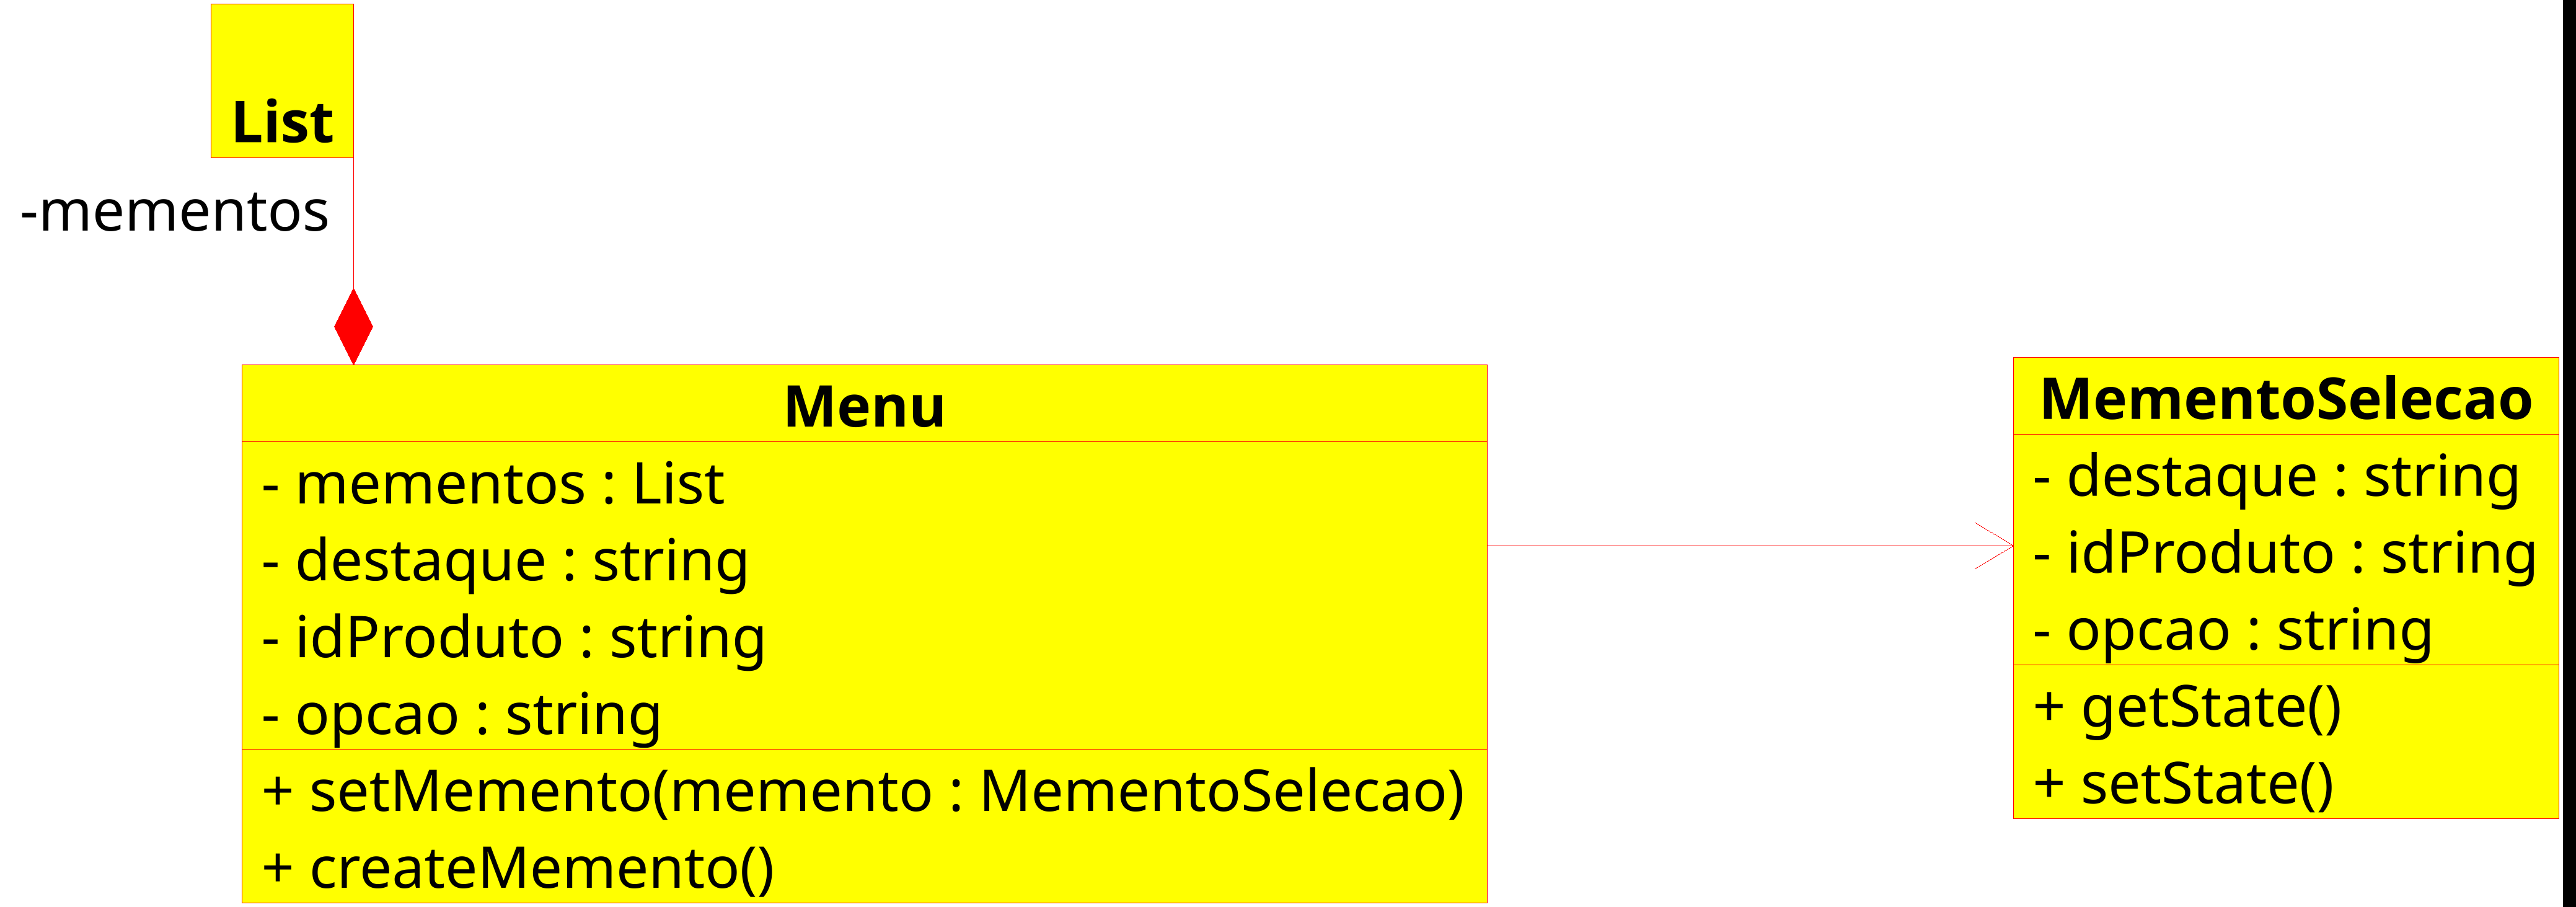 List
-mementos
Menu
- mementos : List
- destaque : string
- idProduto : string
- opcao : string
+ setMemento(memento : MementoSelecao)
+ createMemento()
MementoSelecao
- destaque : string
- idProduto : string
- opcao : string
+ getState()
+ setState()